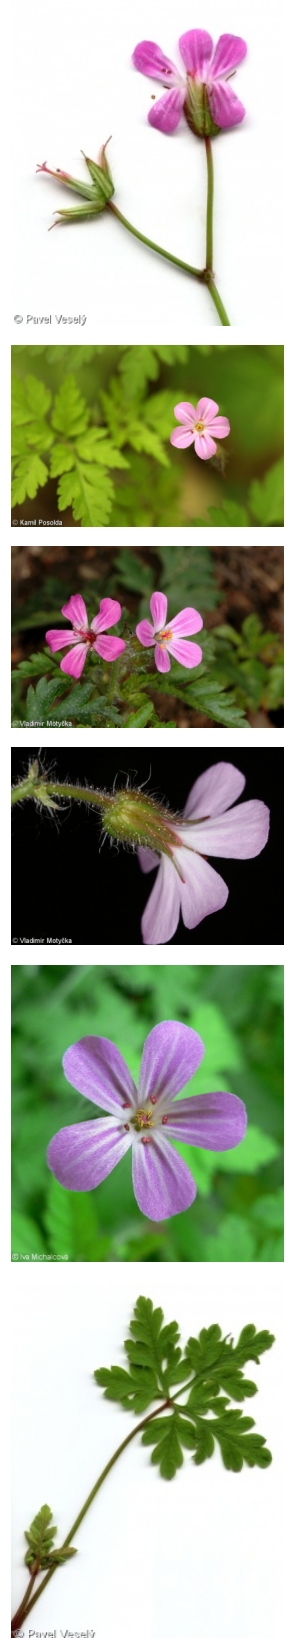 © Pavel Veselý
© Kamil Posolda
© Vladimír Motyčka
© Vladimír Motyčka
© Iva Michalcová
© Pavel Veselý